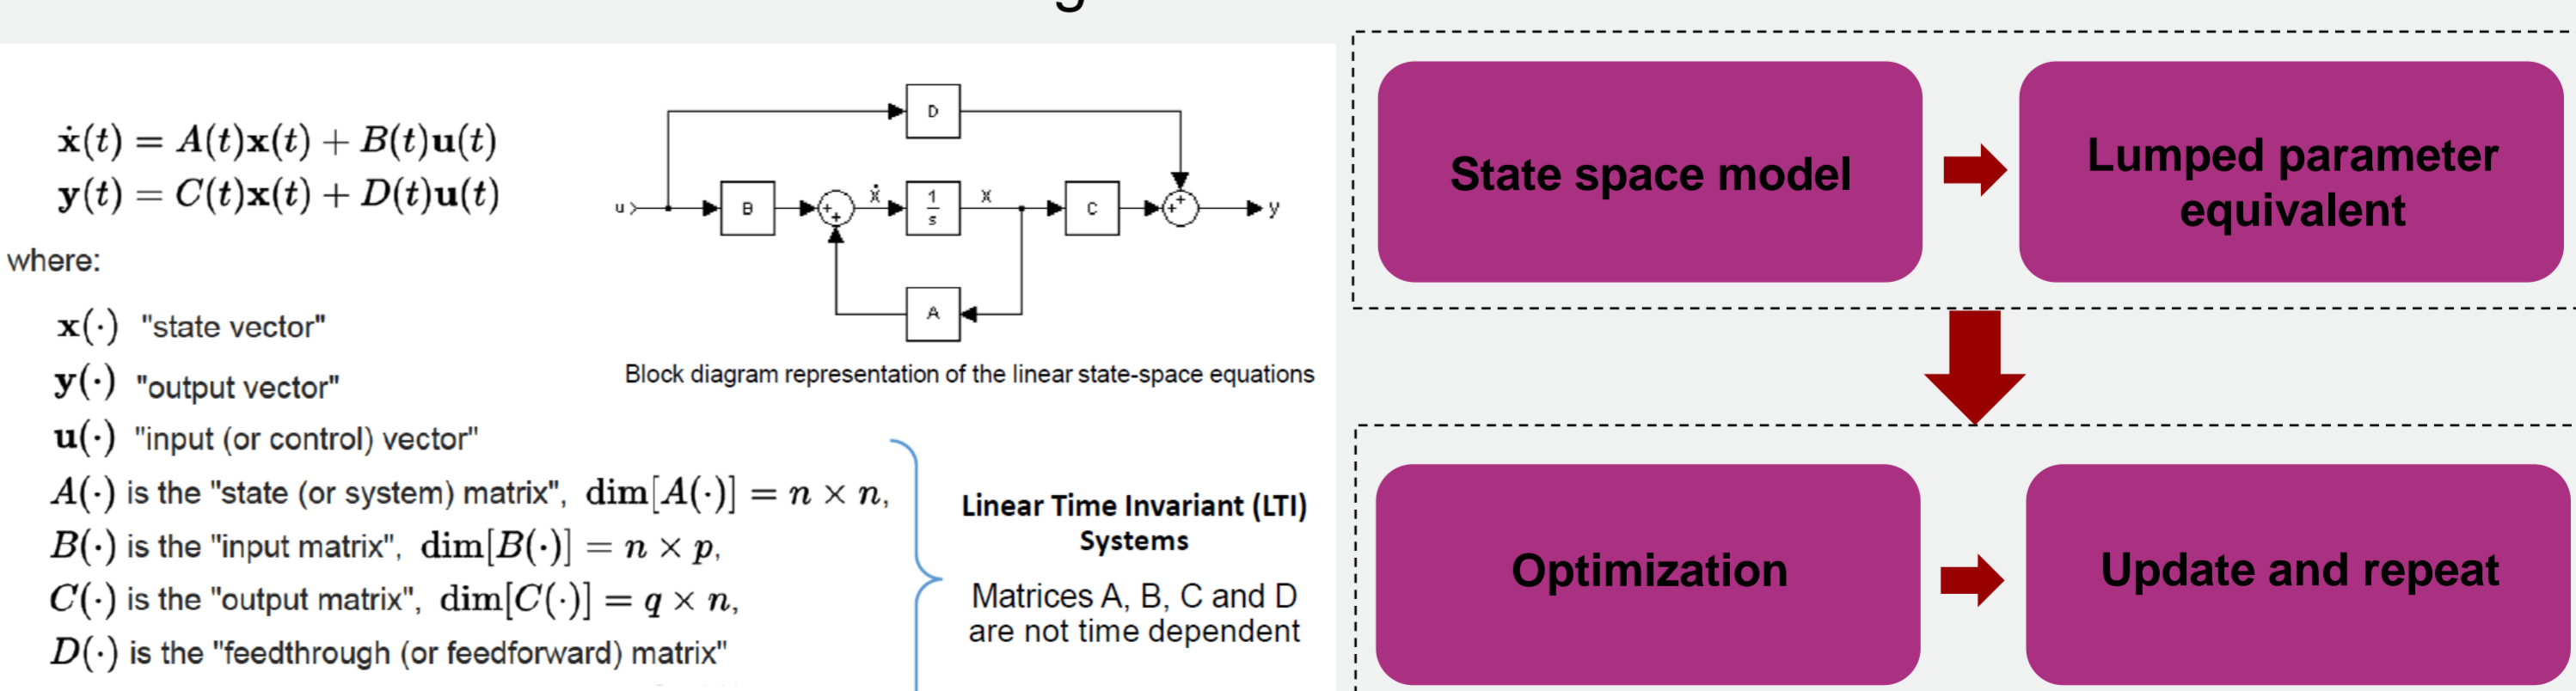 ẋ(t) = A(t)x(t) + B(t)u(t)
y(t) = C(t)x(t) + D(t)u(t)
where:
x(·) "state vector"
y(·) "output vector"
u(·) "input (or control) vector"
A(·) is the "state (or system) matrix", dim[A(·)] = n × n,
B(·) is the "input matrix", dim[B(·)] = n × p,
C(·) is the "output matrix", dim[C(·)] = q × n,
D(·) is the "feedthrough (or feedforward) matrix"
D
u B + + ẋ 1/s x C + + y
A
Block diagram representation of the linear state-space equations
Linear Time Invariant (LTI)
Systems
Matrices A, B, C and D
are not time dependent
State space model
Lumped parameter
equivalent
Optimization
Update and repeat